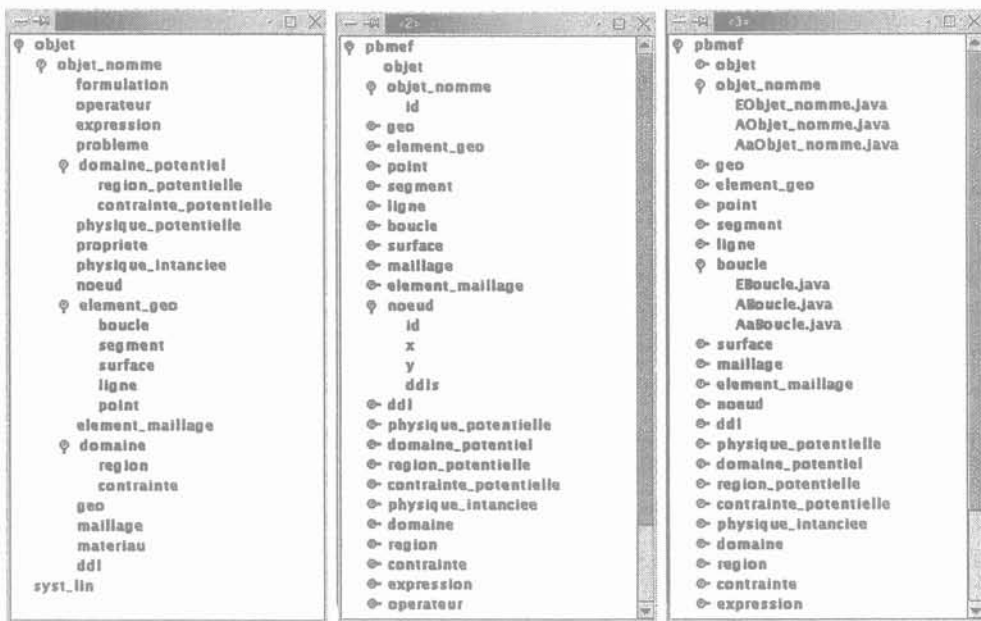 objet
objet_nomme
formulation
operateur
expression
probleme
domaine_potentiel
region_potentielle
contrainte_potentielle
physique_potentielle
propriete
physique_intanciee
noeud
element_geo
boucle
segment
surface
ligne
point
element_maillage
domaine
region
contrainte
geo
maillage
materiau
ddl
syst_lin
<2>
pbmef
objet
objet_nomme
id
geo
element_geo
point
segment
ligne
boucle
surface
maillage
element_maillage
noeud
id
x
y
ddls
ddl
physique_potentielle
domaine_potentiel
region_potentielle
contrainte_potentielle
physique_intanciee
domaine
region
contrainte
expression
operateur
<3>
pbmef
objet
objet_nomme
EObjet_nomme.java
AObjet_nomme.java
AaObjet_nomme.java
geo
element_geo
point
segment
ligne
boucle
EBoucle.java
ABoucle.java
AaBoucle.java
surface
maillage
element_maillage
noeud
ddl
physique_potentielle
domaine_potentiel
region_potentielle
contrainte_potentielle
physique_intanciee
domaine
region
contrainte
expression